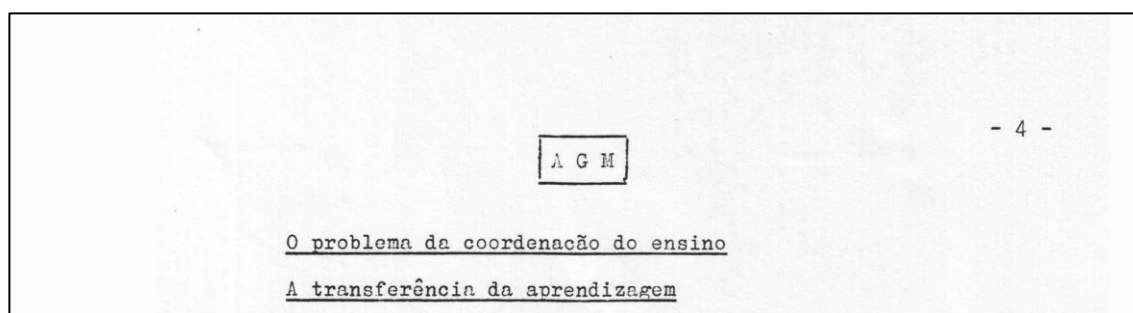 - 4 -
A G M
O problema da coordenação do ensino
A transferência da aprendizagem